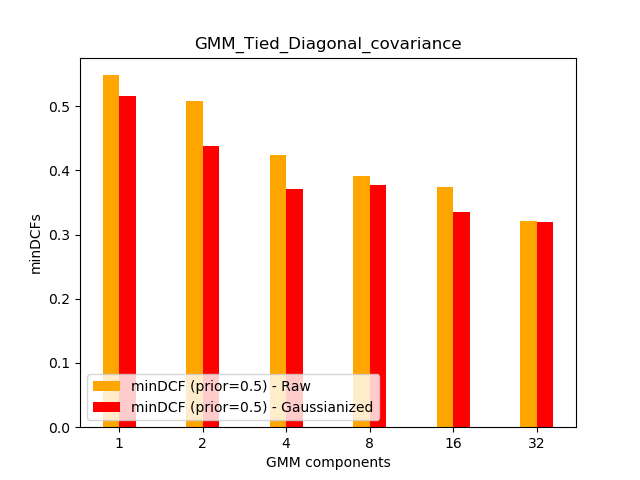 GMM_Tied_Diagonal_covariance
minDCFs
0.5
0.4
0.3
0.2
0.1
0.0
minDCF (prior=0.5) - Raw
minDCF (prior=0.5) - Gaussianized
1 2 4 8 16 32
GMM components